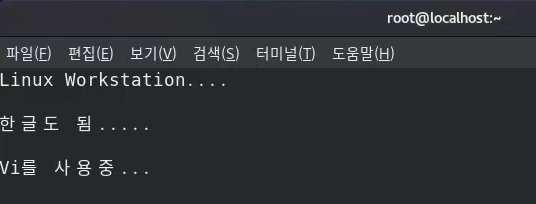 root@localhost:~
파일(F) 편집(E) 보기(V) 검색(S) 터미널(T) 도움말(H)
Linux Workstation....
한글도 됨.....
Vi를 사용중...